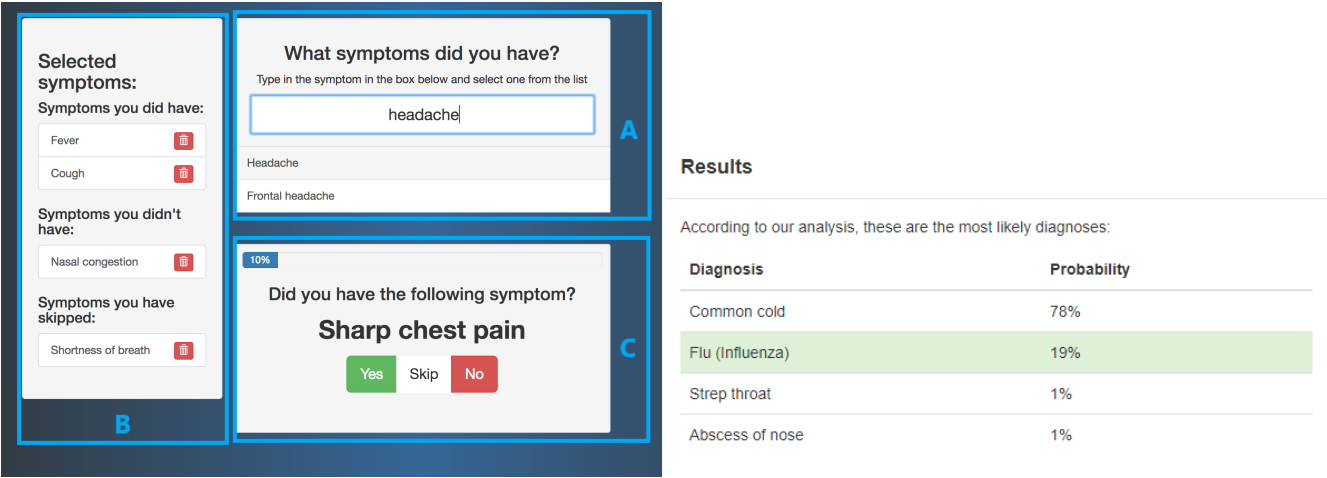 Selected
symptoms:
Symptoms you did have:
Fever
Cough
Symptoms you didn't
have:
Nasal congestion
Symptoms you have
skipped:
Shortness of breath
B
What symptoms did you have?
Type in the symptom in the box below and select one from the list
headache
Headache
Frontal headache
A
10%
Did you have the following symptom?
Sharp chest pain
Yes Skip No
C
Results
According to our analysis, these are the most likely diagnoses:
Diagnosis Probability
Common cold 78%
Flu (Influenza) 19%
Strep throat 1%
Abscess of nose 1%